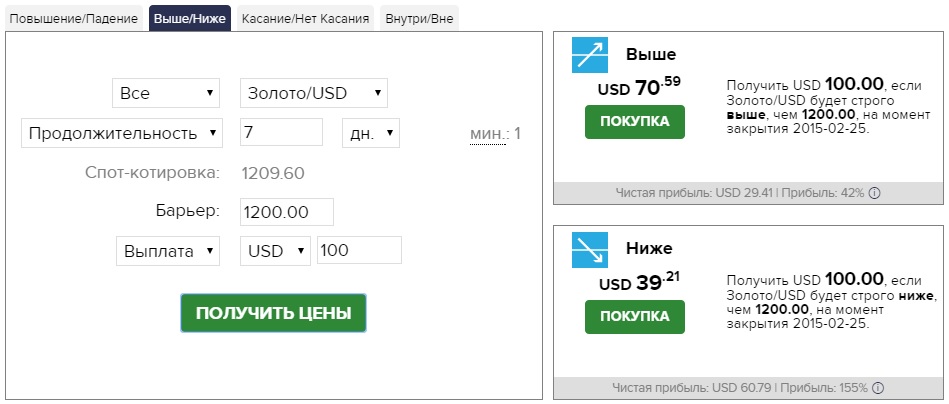 Повышение/Падение
Выше/Ниже
Касание/Нет Касания
Внутри/Вне
Все ▼ Золото/USD ▼
Продолжительность ▼ 7 дн. ▼ мин.: 1
Спот-котировка: 1209.60
Барьер: 1200.00
Выплата ▼ USD ▼ 100
ПОЛУЧИТЬ ЦЕНЫ
Выше
USD 70.59
ПОКУПКА
Получить USD 100.00, если
Золото/USD будет строго
выше, чем 1200.00, на момент
закрытия 2015-02-25.
Чистая прибыль: USD 29.41 | Прибыль: 42%
Ниже
USD 39.21
ПОКУПКА
Получить USD 100.00, если
Золото/USD будет строго ниже,
чем 1200.00, на момент
закрытия 2015-02-25.
Чистая прибыль: USD 60.79 | Прибыль: 155%